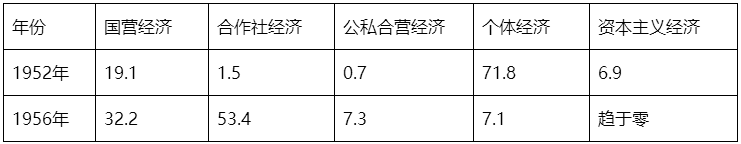 年份 国营经济 合作社经济 公私合营经济 个体经济 资本主义经济
1952年 19.1 1.5 0.7 71.8 6.9
1956年 32.2 53.4 7.3 7.1 趋于零